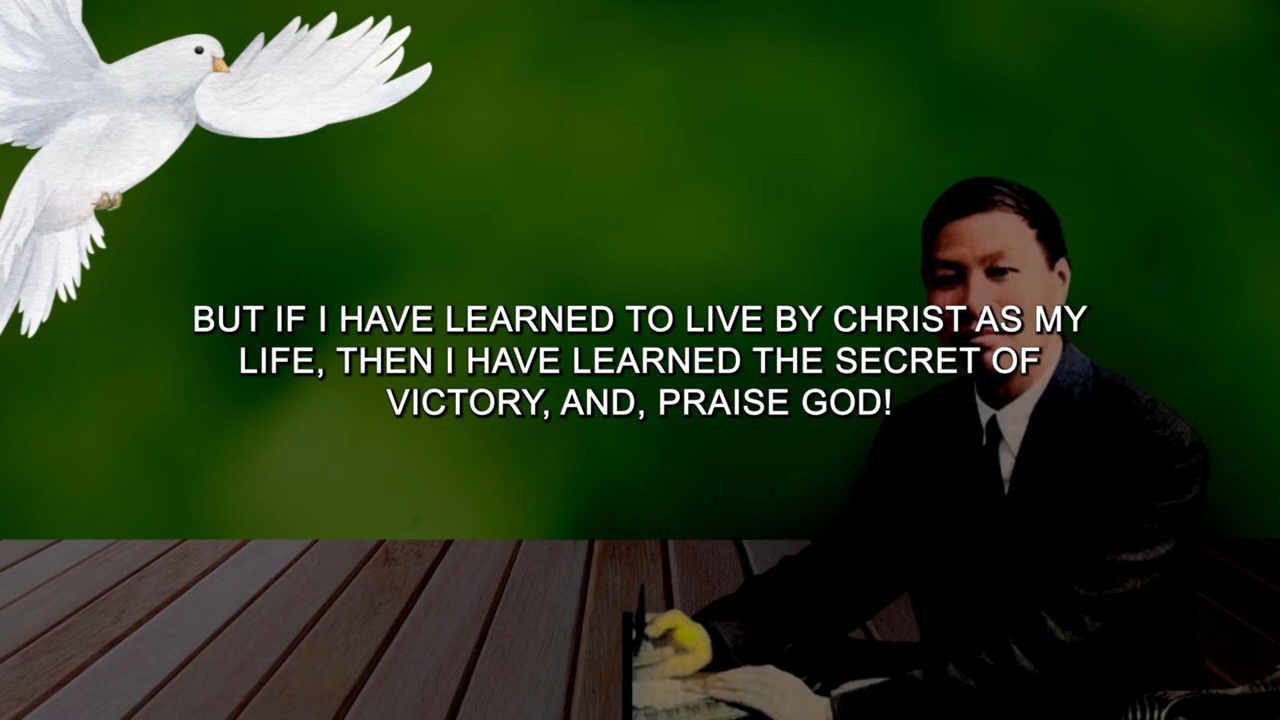 BUT IF I HAVE LEARNED TO LIVE BY CHRIST AS MY
LIFE, THEN I HAVE LEARNED THE SECRET OF
VICTORY, AND, PRAISE GOD!